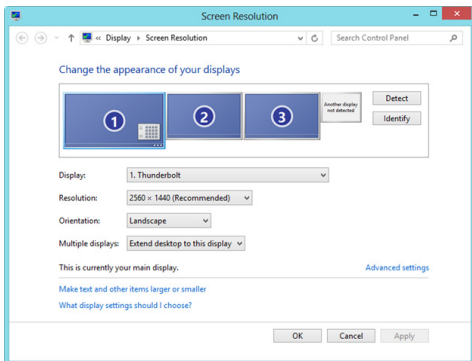 Screen Resolution
« Display ▸ Screen Resolution
Search Control Panel
Change the appearance of your displays
1
2
3
Another display
not detected
Detect
Identify
Display: 1. Thunderbolt
Resolution: 2560 × 1440 (Recommended)
Orientation: Landscape
Multiple displays: Extend desktop to this display
This is currently your main display. Advanced settings
Make text and other items larger or smaller
What display settings should I choose?
OK Cancel Apply